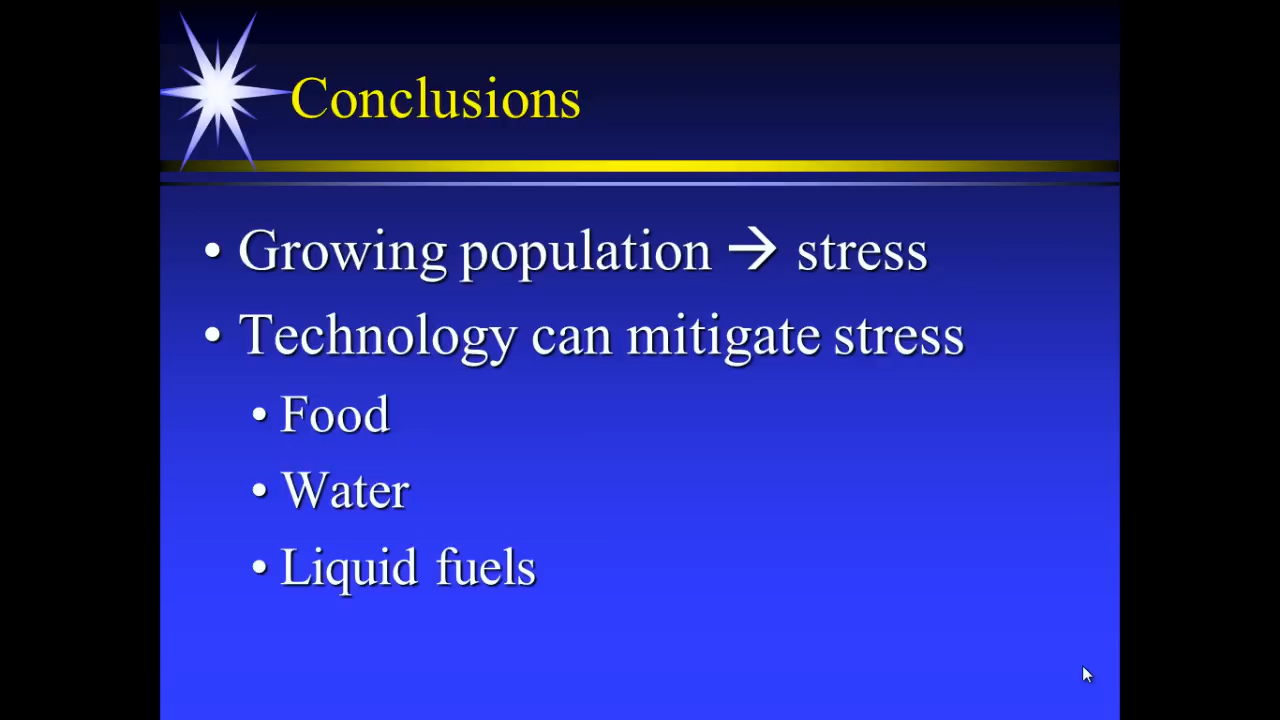 Conclusions
• Growing population → stress
• Technology can mitigate stress
• Food
• Water
• Liquid fuels